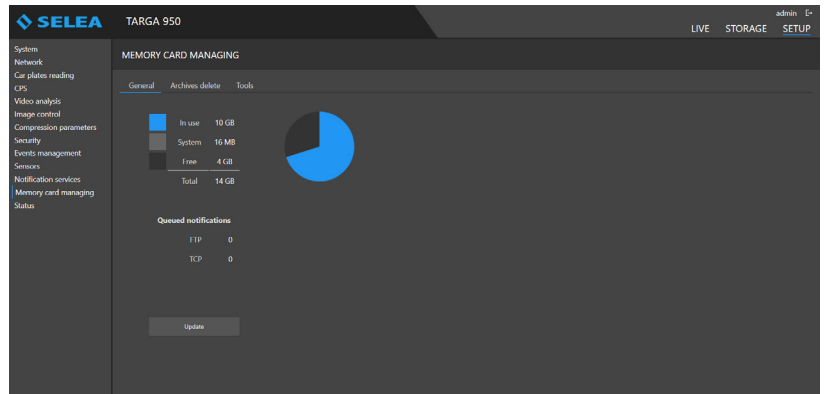 SELEA
TARGA 950
admin
LIVE STORAGE SETUP
System
Network
Car plates reading
CPS
Video analysis
Image control
Compression parameters
Security
Events management
Sensors
Notification services
Memory card managing
Status
MEMORY CARD MANAGING
General Archives delete Tools
In use 10 GB
System 16 MB
Free 4 GB
Total 14 GB
Queued notifications
FTP 0
TCP 0
Update